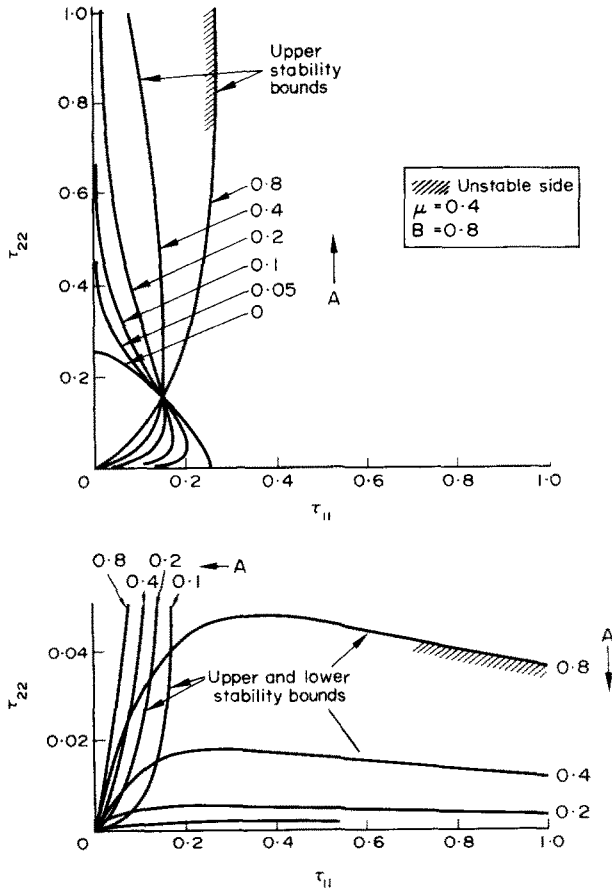 1·0
Upper
stability
bounds
0·8
0·6
0·8
0·4
0·2
0·1
0·05
0
Unstable side
μ = 0·4
B = 0·8
A
τ22
0·4
0·2
0
0·2
0·4
0·6
0·8
1·0
τ11
0·8
0·2
A
0·4
0·1
A
0·04
τ22
Upper and lower
stability bounds
0·8
0·02
0·4
0·2
0
0
0·2
0·4
0·6
0·8
1·0
τ11